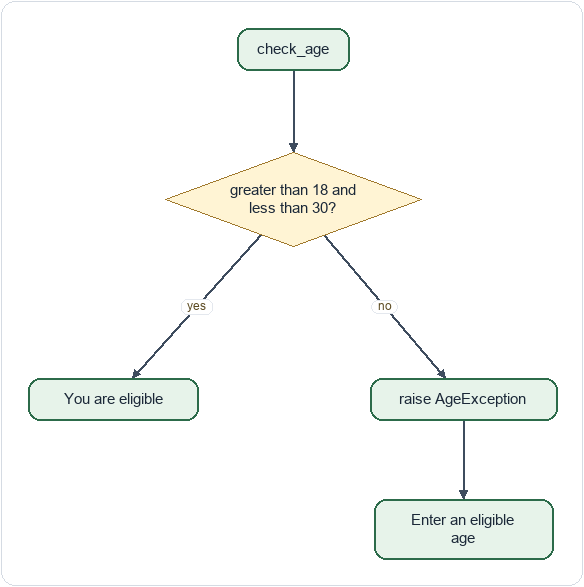 check_age
greater than 18 and
less than 30?
yes
no
You are eligible
raise AgeException
Enter an eligible
age